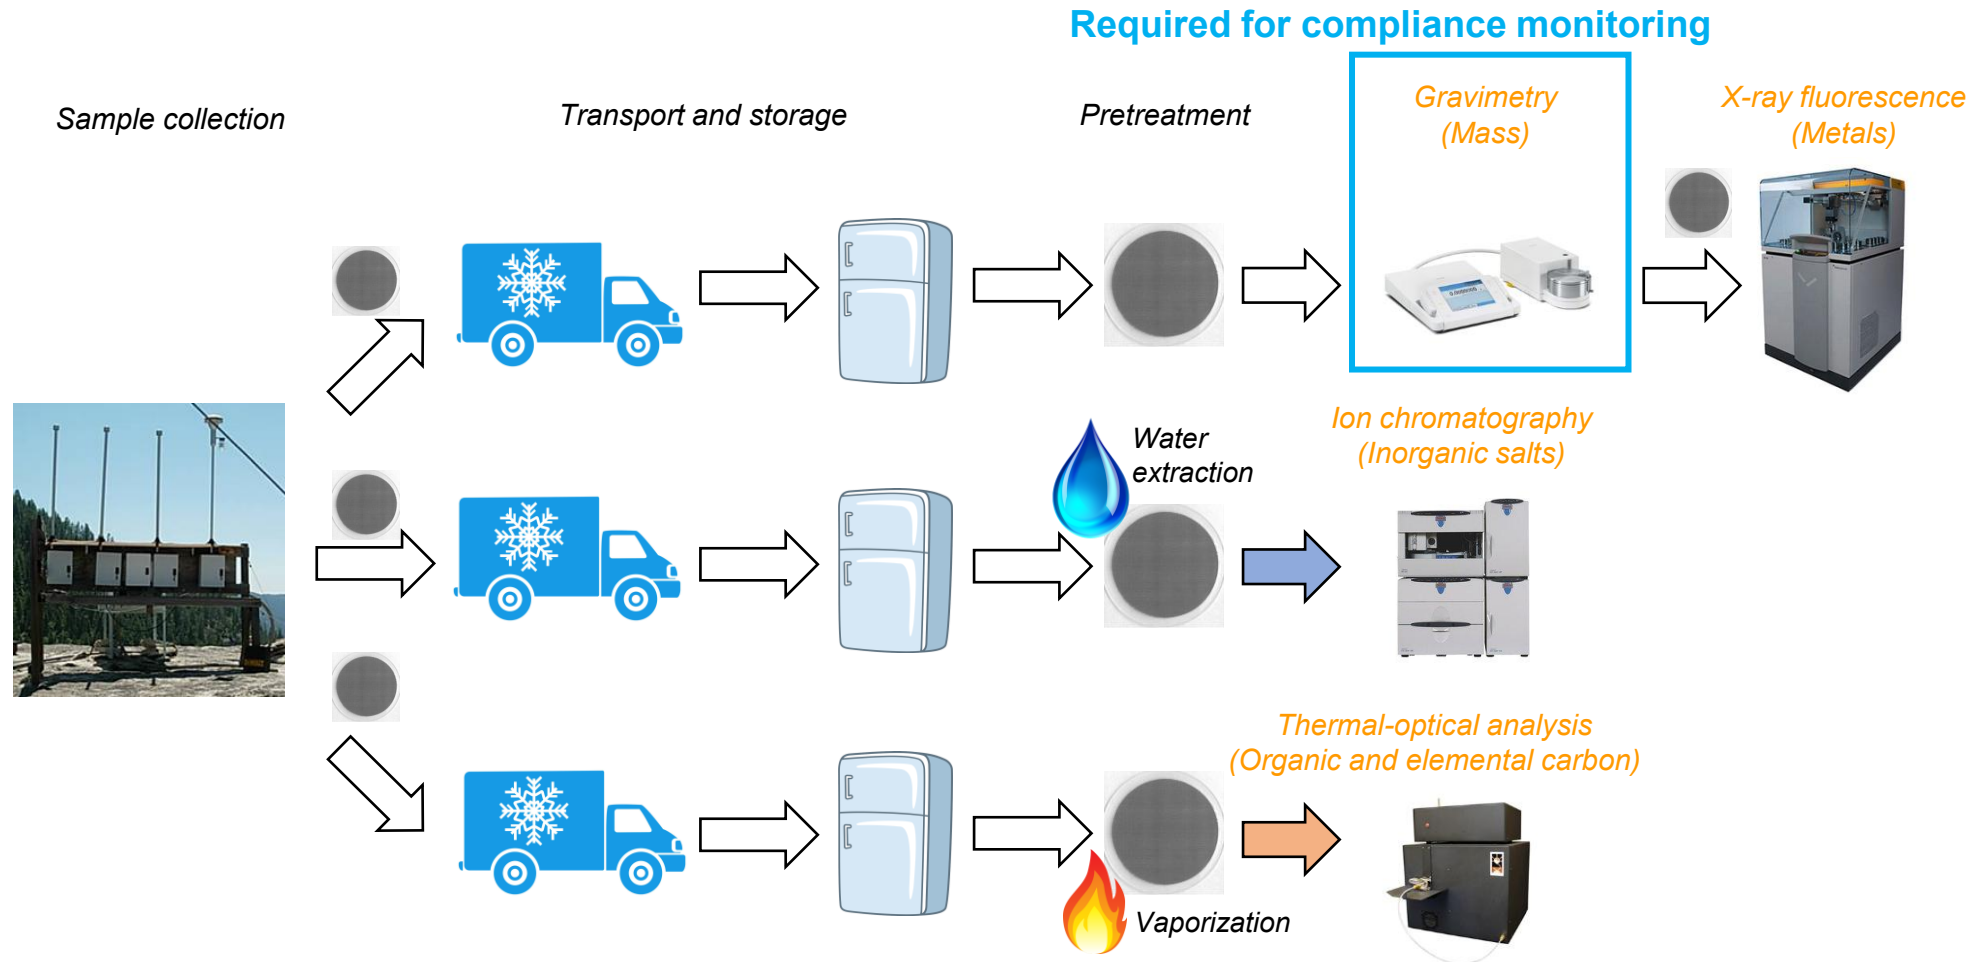 Required for compliance monitoring
Sample collection
Transport and storage
Pretreatment
Gravimetry
(Mass)
X-ray fluorescence
(Metals)
Water
extraction
Ion chromatography
(Inorganic salts)
Thermal-optical analysis
(Organic and elemental carbon)
Vaporization